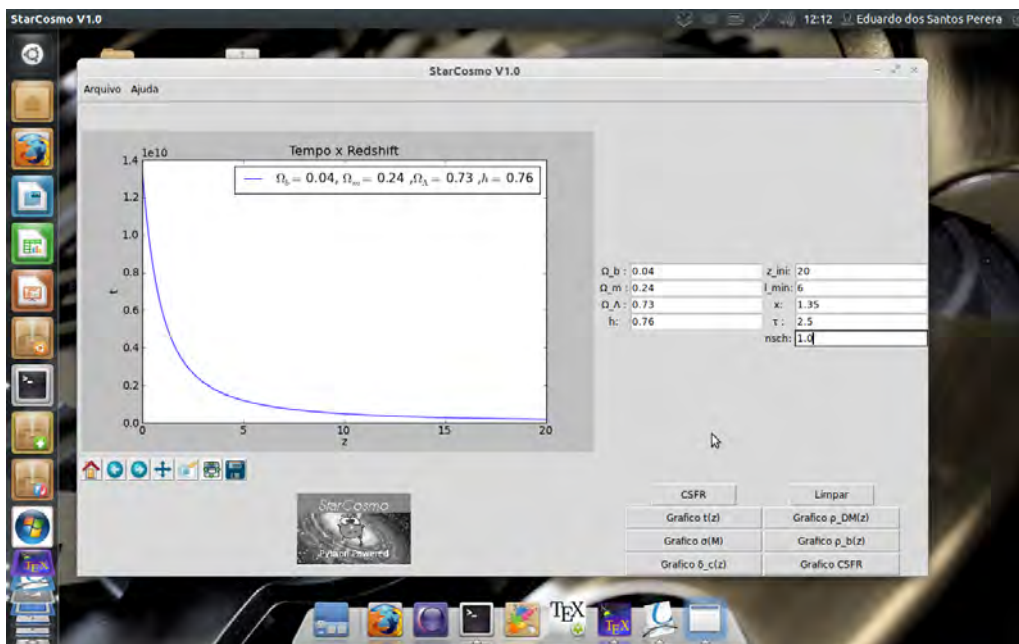 StarCosmo V1.0
12:12 Eduardo dos Santos Perera
StarCosmo V1.0
Arquivo Ajuda
Tempo x Redshift
1e10
Ω_b = 0.04, Ω_m = 0.24 ,Ω_Λ = 0.73 ,h = 0.76
1.4
1.2
1.0
0.8
0.6
0.4
0.2
0.0
t
0 5 10 15 20
z
Ω_b : 0.04 z_ini: 20
Ω_m : 0.24 l_min: 6
Ω_Λ : 0.73 x: 1.35
h: 0.76 τ : 2.5
nsch: 1.0
StarCosmo
Python Powered
CSFR Limpar
Grafico t(z) Grafico ρ_DM(z)
Grafico σ(M) Grafico ρ_b(z)
Grafico δ_c(z) Grafico CSFR
TEX
TEX
TEX